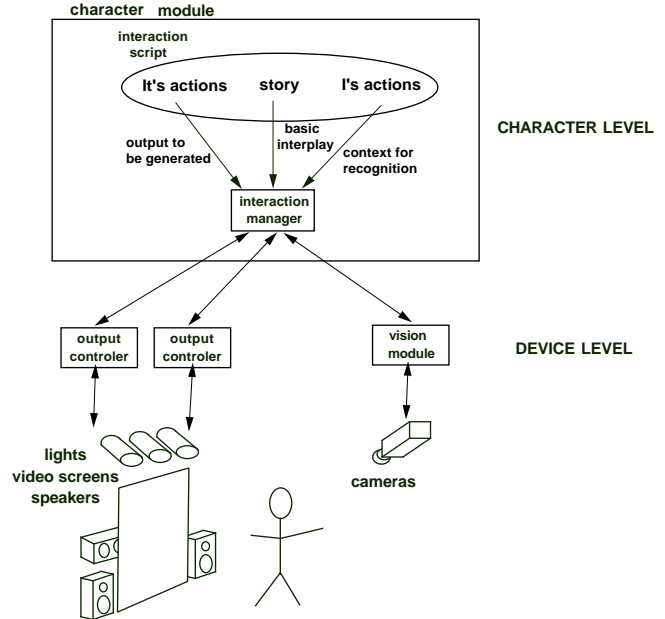 character module
interaction
script
It's actions
story
I's actions
output to
be generated
basic
interplay
context for
recognition
CHARACTER LEVEL
interaction
manager
output
controler
output
controler
vision
module
DEVICE LEVEL
lights
video screens
speakers
cameras